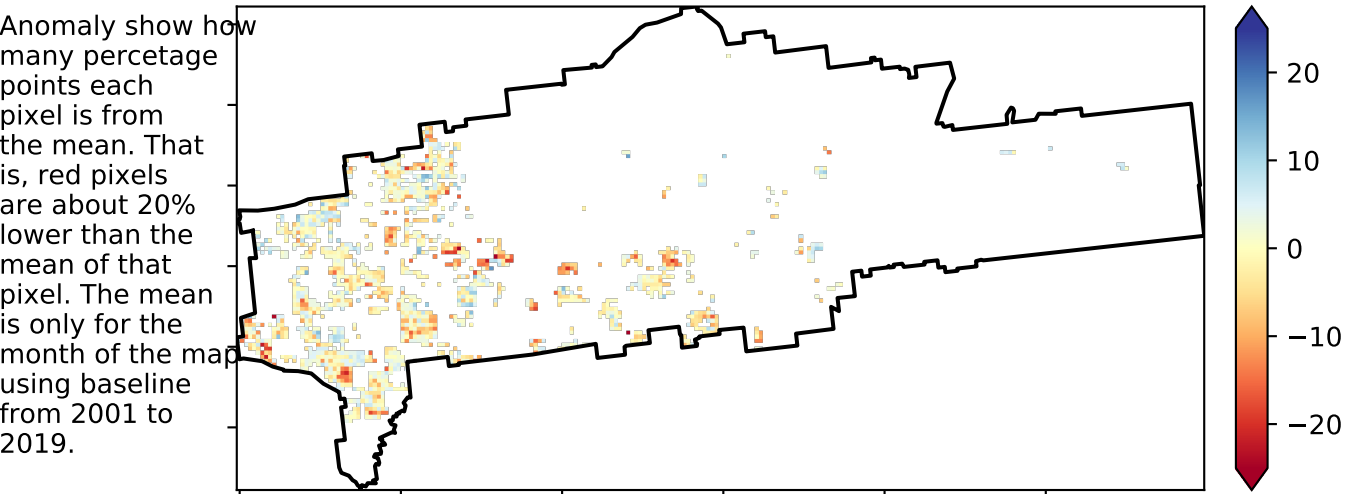 Anomaly show how
many percetage
points each
pixel is from
the mean. That
is, red pixels
are about 20%
lower than the
mean of that
pixel. The mean
is only for the
month of the map
using baseline
from 2001 to
2019.
20
10
0
−10
−20